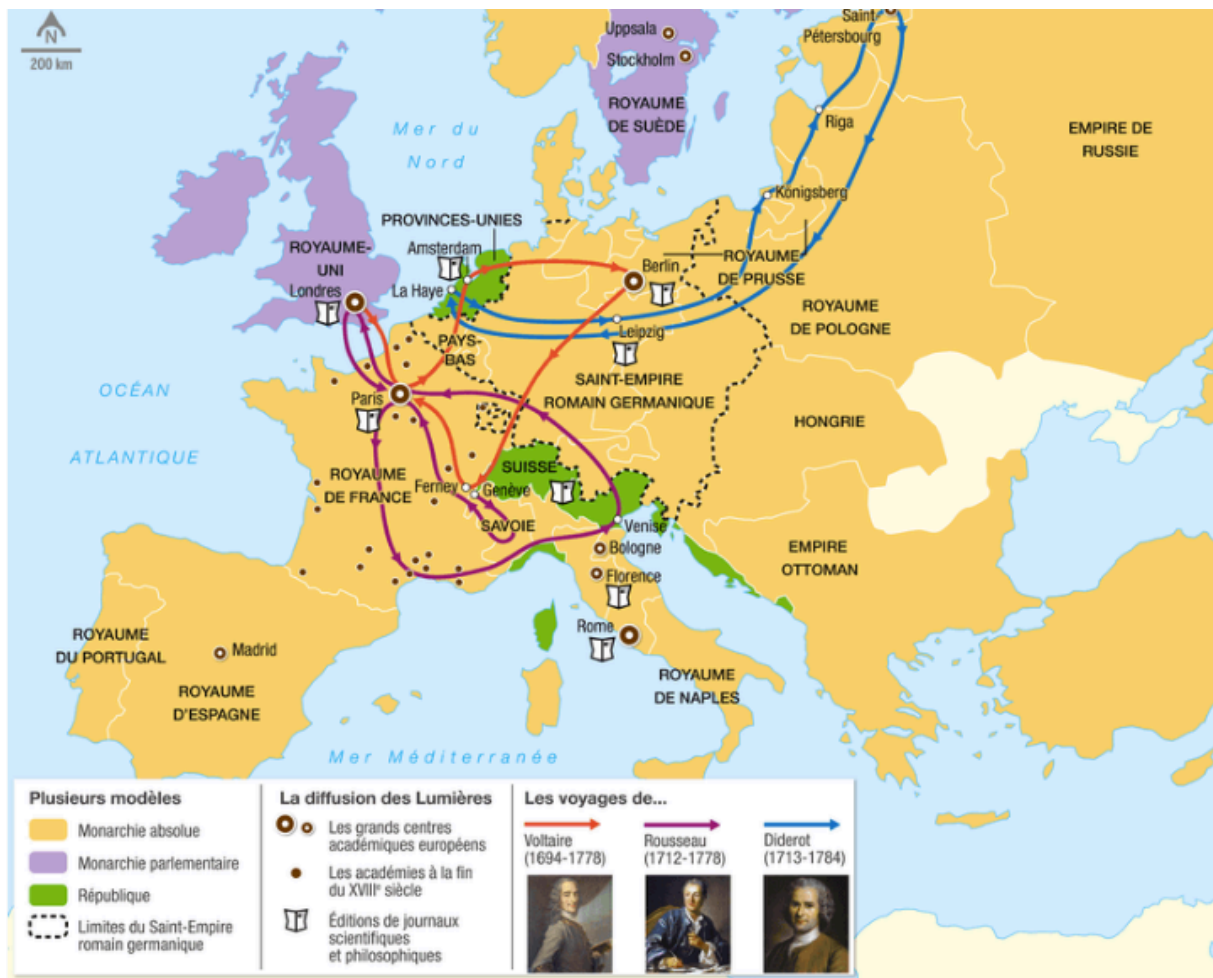 N
200 km
Uppsala
Stockholm
Saint-
Pétersbourg
ROYAUME
DE SUÈDE
Mer du
Nord
Riga
EMPIRE DE
RUSSIE
Königsberg
PROVINCES-UNIES
Amsterdam
ROYAUME-
UNI
Londres
La Haye
Berlin
ROYAUME
DE PRUSSE
Leipzig
ROYAUME
DE POLOGNE
PAYS-
BAS
SAINT-EMPIRE
ROMAIN GERMANIQUE
OCÉAN
ATLANTIQUE
Paris
HONGRIE
ROYAUME
DE FRANCE
SUISSE
Ferney
Genève
SAVOIE
Venise
Bologne
Florence
EMPIRE
OTTOMAN
Rome
ROYAUME
DU PORTUGAL
Madrid
ROYAUME
D'ESPAGNE
ROYAUME
DE NAPLES
Mer Méditerranée
Plusieurs modèles
Monarchie absolue
Monarchie parlementaire
République
Limites du Saint-Empire
romain germanique
La diffusion des Lumières
Les grands centres
académiques européens
Les académies à la fin
du XVIIIe siècle
Éditions de journaux
scientifiques
et philosophiques
Les voyages de...
Voltaire
(1694-1778)
Rousseau
(1712-1778)
Diderot
(1713-1784)